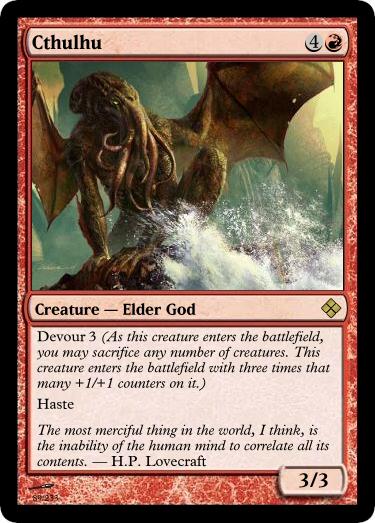 Cthulhu 4
Creature — Elder God
Devour 3 (As this creature enters the battlefield,
you may sacrifice any number of creatures. This
creature enters the battlefield with three times that
many +1/+1 counters on it.)
Haste
The most merciful thing in the world, I think, is
the inability of the human mind to correlate all its
contents. — H.P. Lovecraft
3/3